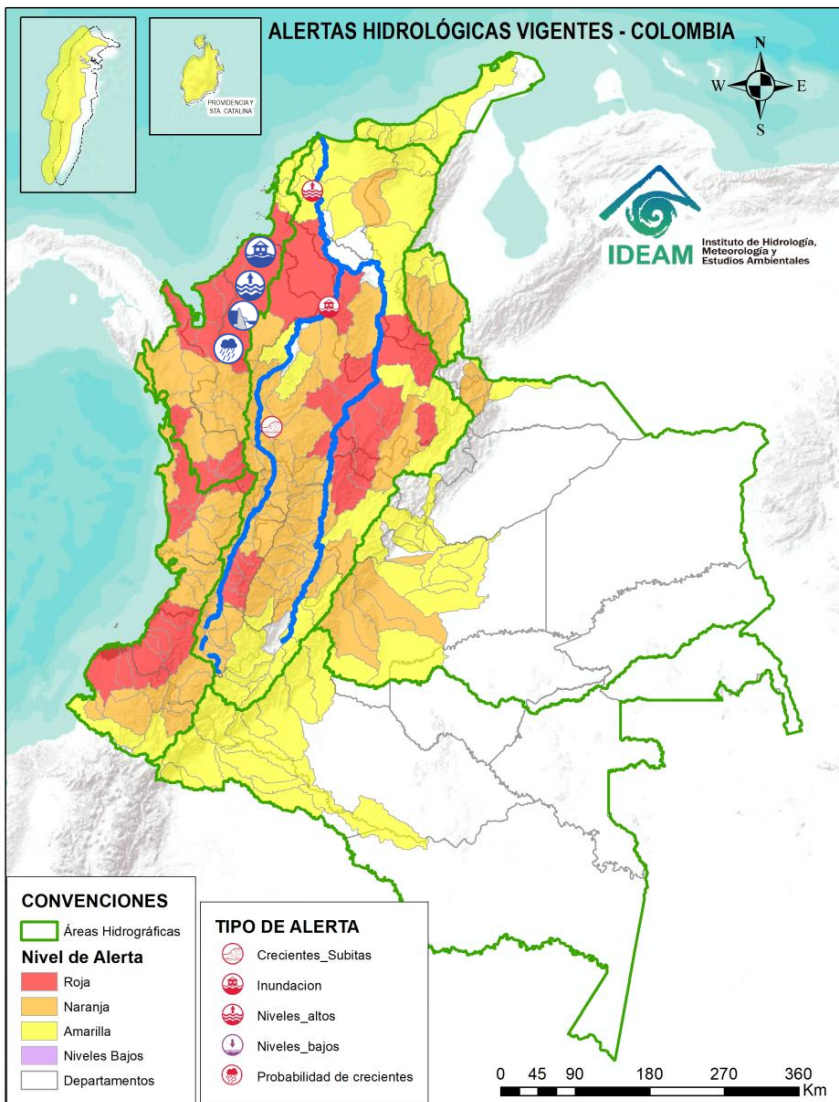 ALERTAS HIDROLÓGICAS VIGENTES - COLOMBIA
PROVIDENCIA Y
STA. CATALINA
N
W E
S
IDEAM
Instituto de Hidrología,
Meteorología y
Estudios Ambientales
CONVENCIONES
Áreas Hidrográficas
Nivel de Alerta
Roja
Naranja
Amarilla
Niveles Bajos
Departamentos
TIPO DE ALERTA
Crecientes_Subitas
Inundacion
Niveles_altos
Niveles_bajos
Probabilidad de crecientes
0 45 90 180 270 360
Km